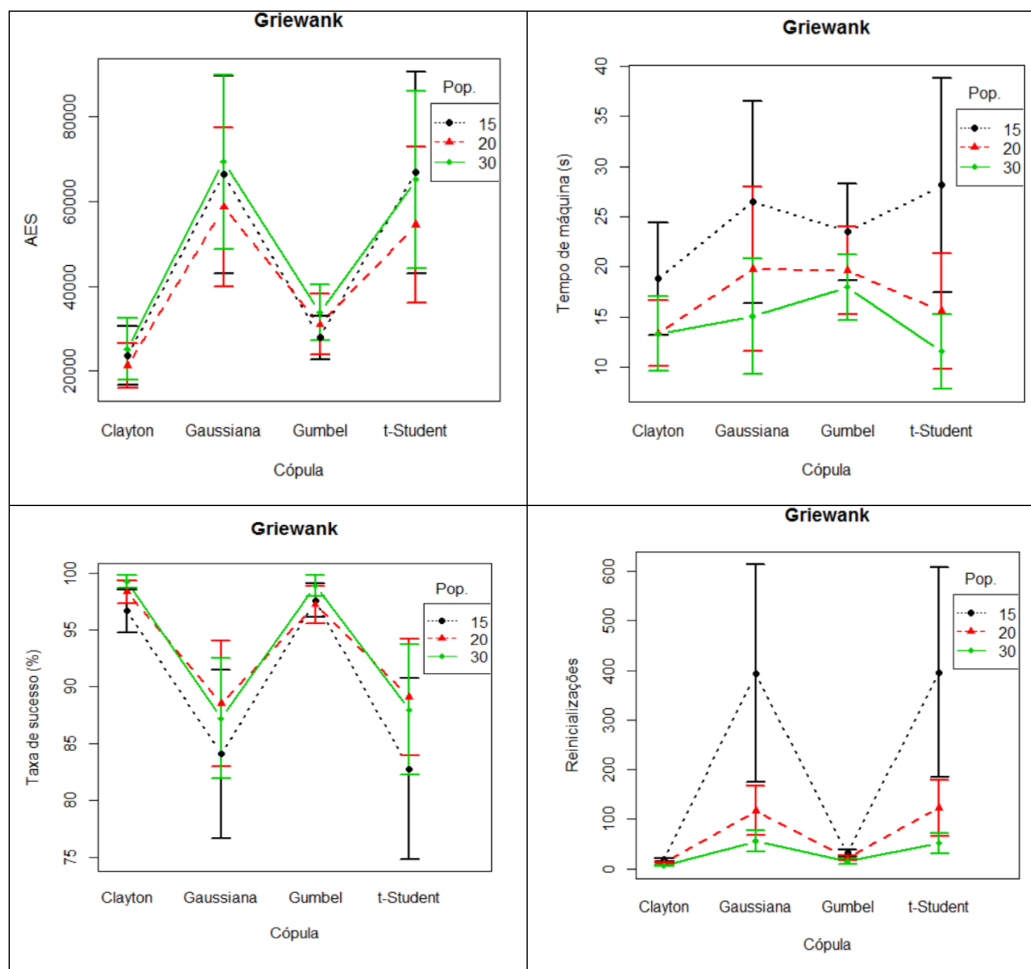 Griewank
AES
80000
60000
40000
20000
Pop.
15
20
30
Clayton Gaussiana Gumbel t-Student
Cópula
Griewank
Tempo de máquina (s)
40
35
30
25
20
15
10
Pop.
15
20
30
Clayton Gaussiana Gumbel t-Student
Cópula
Griewank
Taxa de sucesso (%)
100
95
90
85
80
75
Pop.
15
20
30
Clayton Gaussiana Gumbel t-Student
Cópula
Griewank
Reinicializações
600
500
400
300
200
100
0
Pop.
15
20
30
Clayton Gaussiana Gumbel t-Student
Cópula